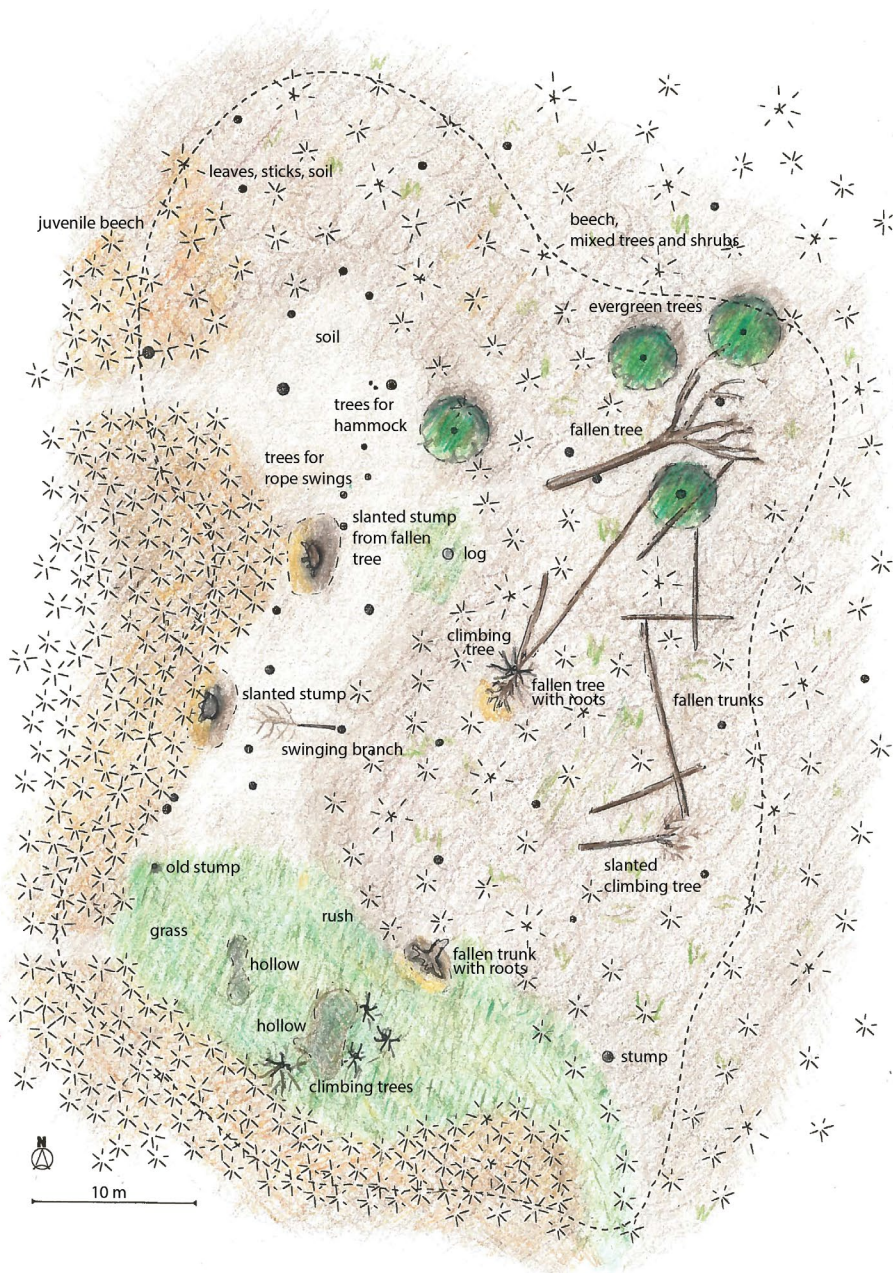 leaves, sticks, soil
juvenile beech
beech,
mixed trees and shrubs
evergreen trees
soil
trees for
hammock
fallen tree
trees for
rope swings
slanted stump
from fallen
tree
log
climbing
tree
fallen tree
with roots
slanted stump
fallen trunks
swinging branch
old stump
slanted
climbing tree
rush
grass
fallen trunk
with roots
hollow
hollow
stump
climbing trees
N
10 m